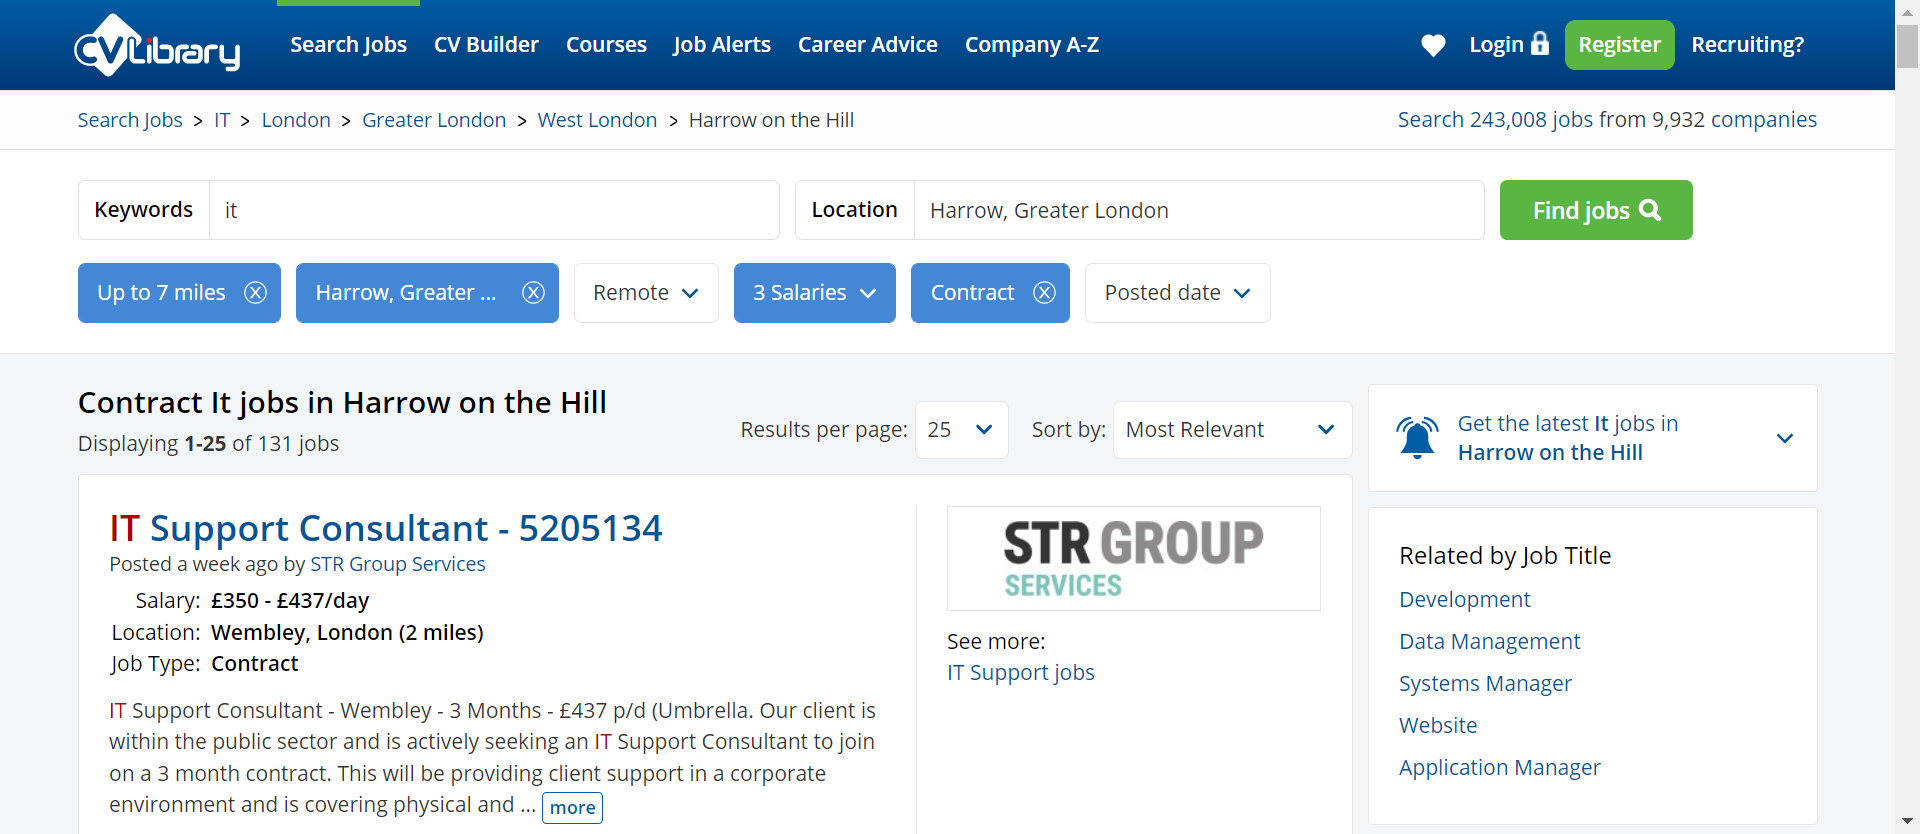 CVLibrary
Search Jobs CV Builder Courses Job Alerts Career Advice Company A-Z Login Register Recruiting?
Search Jobs > IT > London > Greater London > West London > Harrow on the Hill Search 243,008 jobs from 9,932 companies
Keywords it Location Harrow, Greater London Find jobs
Up to 7 miles Harrow, Greater ... Remote 3 Salaries Contract Posted date
Contract It jobs in Harrow on the Hill
Displaying 1-25 of 131 jobs
Results per page: 25 Sort by: Most Relevant
Get the latest It jobs in
Harrow on the Hill
IT Support Consultant - 5205134
Posted a week ago by STR Group Services
Salary: £350 - £437/day
Location: Wembley, London (2 miles)
Job Type: Contract
IT Support Consultant - Wembley - 3 Months - £437 p/d (Umbrella. Our client is
within the public sector and is actively seeking an IT Support Consultant to join
on a 3 month contract. This will be providing client support in a corporate
environment and is covering physical and ... more
STR GROUP
SERVICES
See more:
IT Support jobs
Related by Job Title
Development
Data Management
Systems Manager
Website
Application Manager